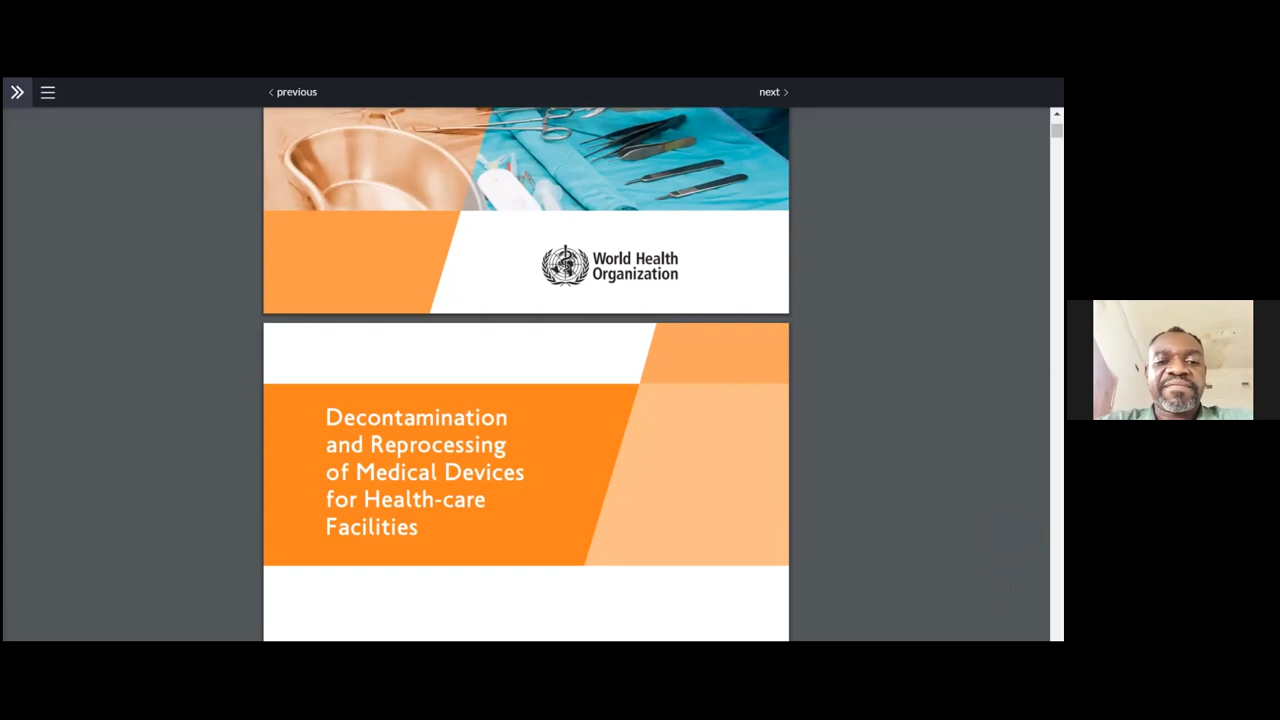 previous
next
World Health
Organization
Decontamination
and Reprocessing
of Medical Devices
for Health-care
Facilities